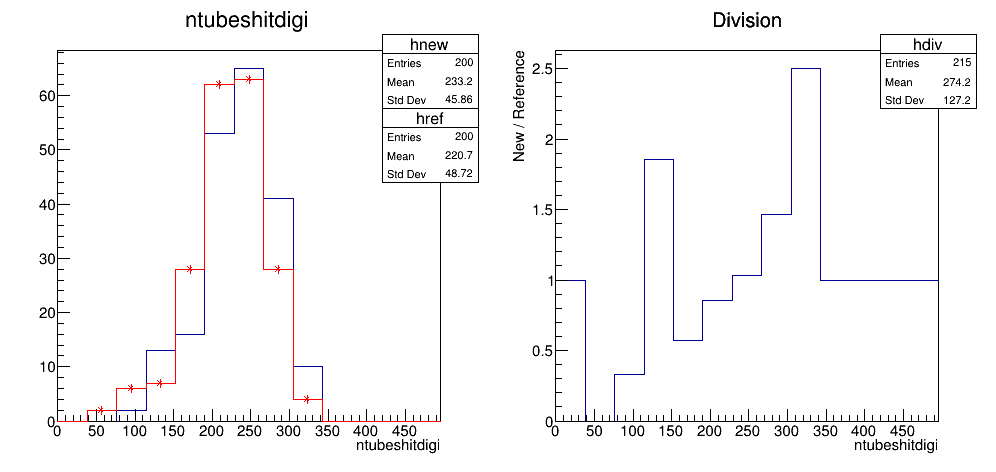 ntubeshitdigi
hnew
Entries 200
Mean 233.2
Std Dev 45.86
href
Entries 200
Mean 220.7
Std Dev 48.72
60
50
40
30
20
10
0
0 50 100 150 200 250 300 350 400 450
ntubeshitdigi
Division
hdiv
Entries 215
Mean 274.2
Std Dev 127.2
New / Reference
2.5
2
1.5
1
0.5
0
0 50 100 150 200 250 300 350 400 450
ntubeshitdigi